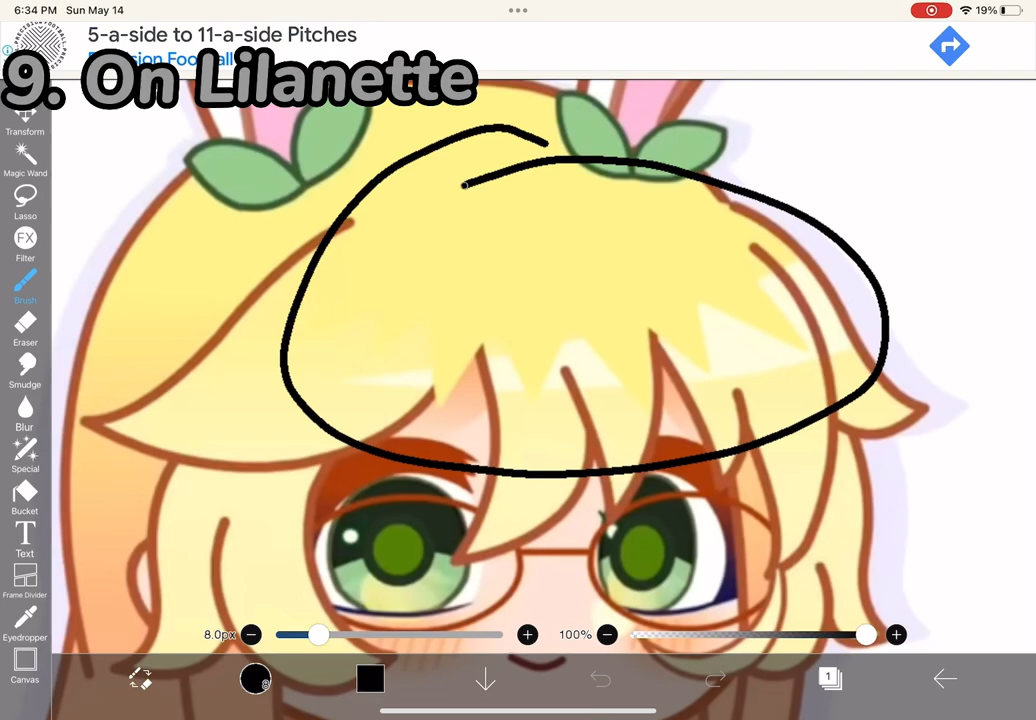 6:34 PM Sun May 14
19%
5-a-side to 11-a-side Pitches
9. On Lilanette
Transform
Magic Wand
Lasso
FX
Filter
Brush
Eraser
Smudge
Blur
Special
Bucket
T
Text
Frame Divider
Eyedropper
Canvas
8.0px
100%
1